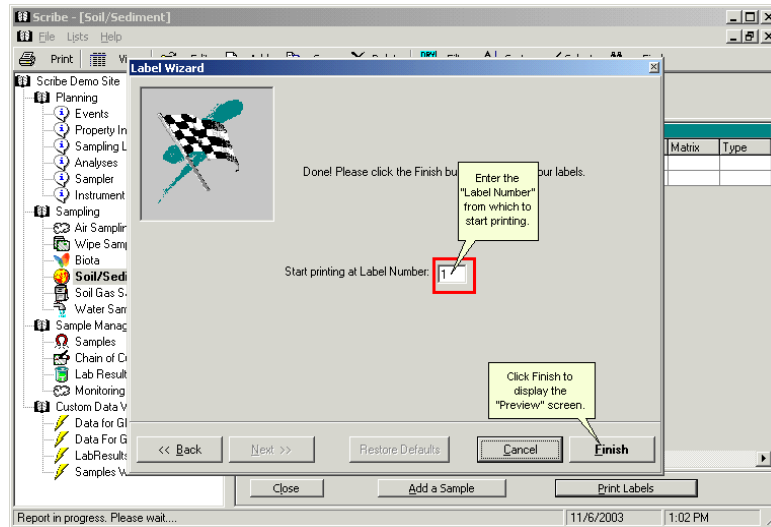 Scribe - [Soil/Sediment]
File Lists Help
Print
Label Wizard
Scribe Demo Site
Planning
Events
Property In
Sampling L
Analyses
Sampler
Instrument
Sampling
Air Samplin
Wipe Samp
Biota
Soil/Sedi
Soil Gas S
Water Sam
Sample Manag
Samples
Chain of Cu
Lab Result
Monitoring
Custom Data V
Data for GI
Data For G
LabResults
Samples W
Matrix Type
Done! Please click the Finish bu our labels.
Enter the
"Label Number"
from which to
start printing.
Start printing at Label Number: 1
Click Finish to
display the
"Preview" screen.
<< Back Next >> Restore Defaults Cancel Finish
Close Add a Sample Print Labels
Report in progress. Please wait.... 11/6/2003 1:02 PM